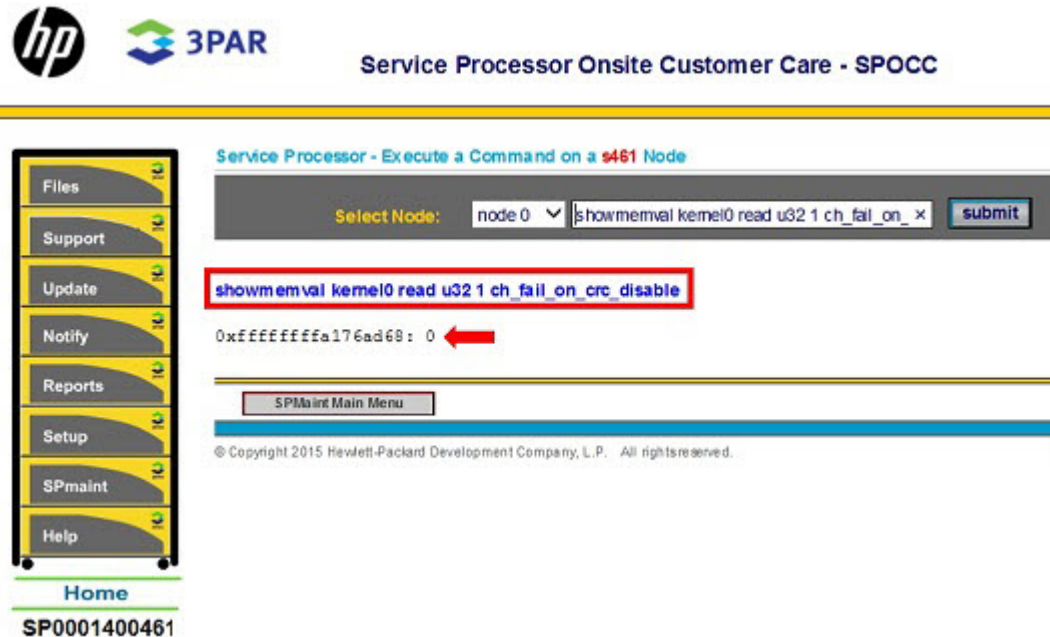 hp 3PAR
Service Processor Onsite Customer Care - SPOCC
Service Processor - Execute a Command on a s461 Node
Select Node: node 0 showmemval kernel0 read u32 1 ch_fail_on_ × submit
showmemval kernel0 read u32 1 ch_fail_on_crc_disable
0xffffffffa176ad68: 0
SPMaint Main Menu
© Copyright 2015 Hewlett-Packard Development Company, L.P. All rights reserved.
Files
Support
Update
Notify
Reports
Setup
SPmaint
Help
Home
SP0001400461